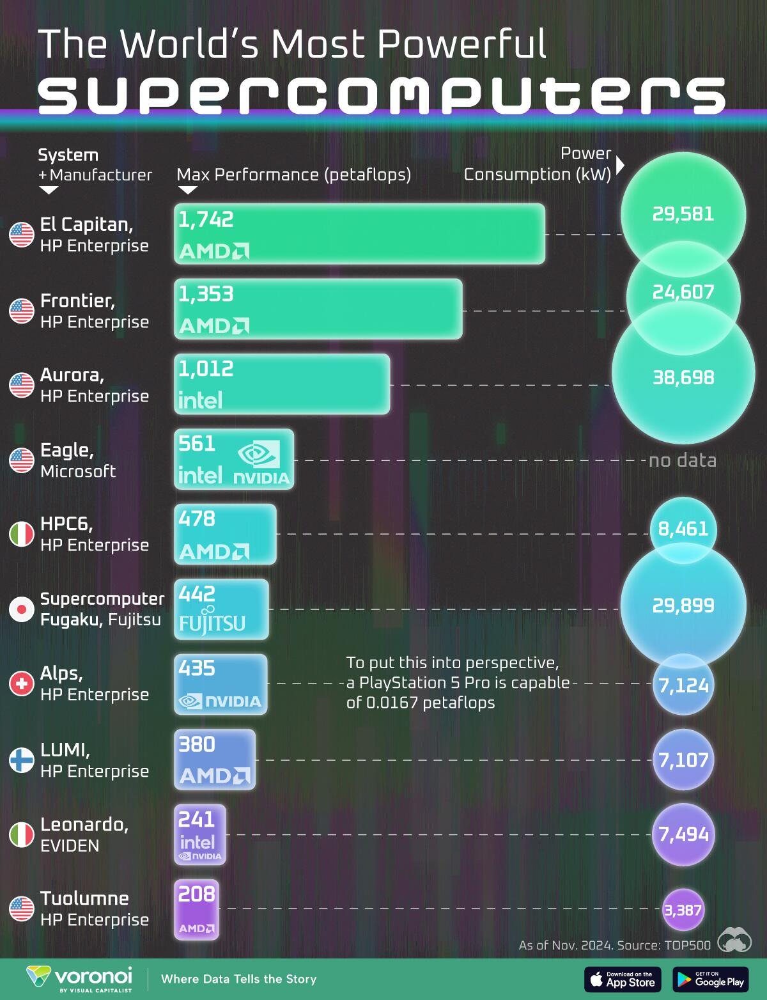 The World's Most Powerful
supercomputers
System
+ Manufacturer
Max Performance (petaflops)
Power
Consumption (kW)
El Capitan,
HP Enterprise
1,742
AMD
29,581
Frontier,
HP Enterprise
1,353
AMD
24,607
Aurora,
HP Enterprise
1,012
intel
38,698
Eagle,
Microsoft
561
intel NVIDIA
no data
HPC6,
HP Enterprise
478
AMD
8,461
Supercomputer
Fugaku, Fujitsu
442
FUJITSU
29,899
Alps,
HP Enterprise
435
NVIDIA
To put this into perspective,
a PlayStation 5 Pro is capable
of 0.0167 petaflops
7,124
LUMI,
HP Enterprise
380
AMD
7,107
Leonardo,
EVIDEN
241
intel
NVIDIA
7,494
Tuolumne
HP Enterprise
208
AMD
3,387
As of Nov. 2024. Source: TOP500
voronoi
BY VISUAL CAPITALIST
Where Data Tells the Story
Download on the
App Store
GET IT ON
Google Play